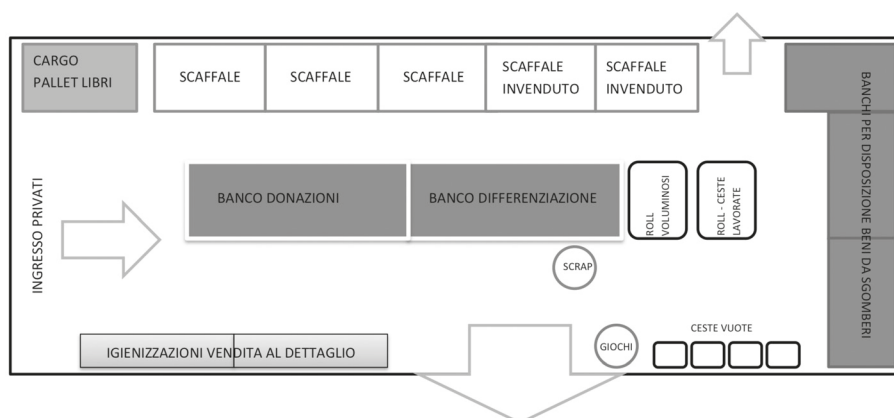 CARGO
PALLET LIBRI
SCAFFALE
SCAFFALE
SCAFFALE
SCAFFALE
INVENDUTO
SCAFFALE
INVENDUTO
BANCHI PER DISPOSIZIONE BENI DA SGOMBERI
INGRESSO PRIVATI
BANCO DONAZIONI
BANCO DIFFERENZIAZIONE
ROLL
VOLUMINOSI
ROLL - CESTE
LAVORATE
SCRAP
IGIENIZZAZIONI VENDITA AL DETTAGLIO
GIOCHI
CESTE VUOTE